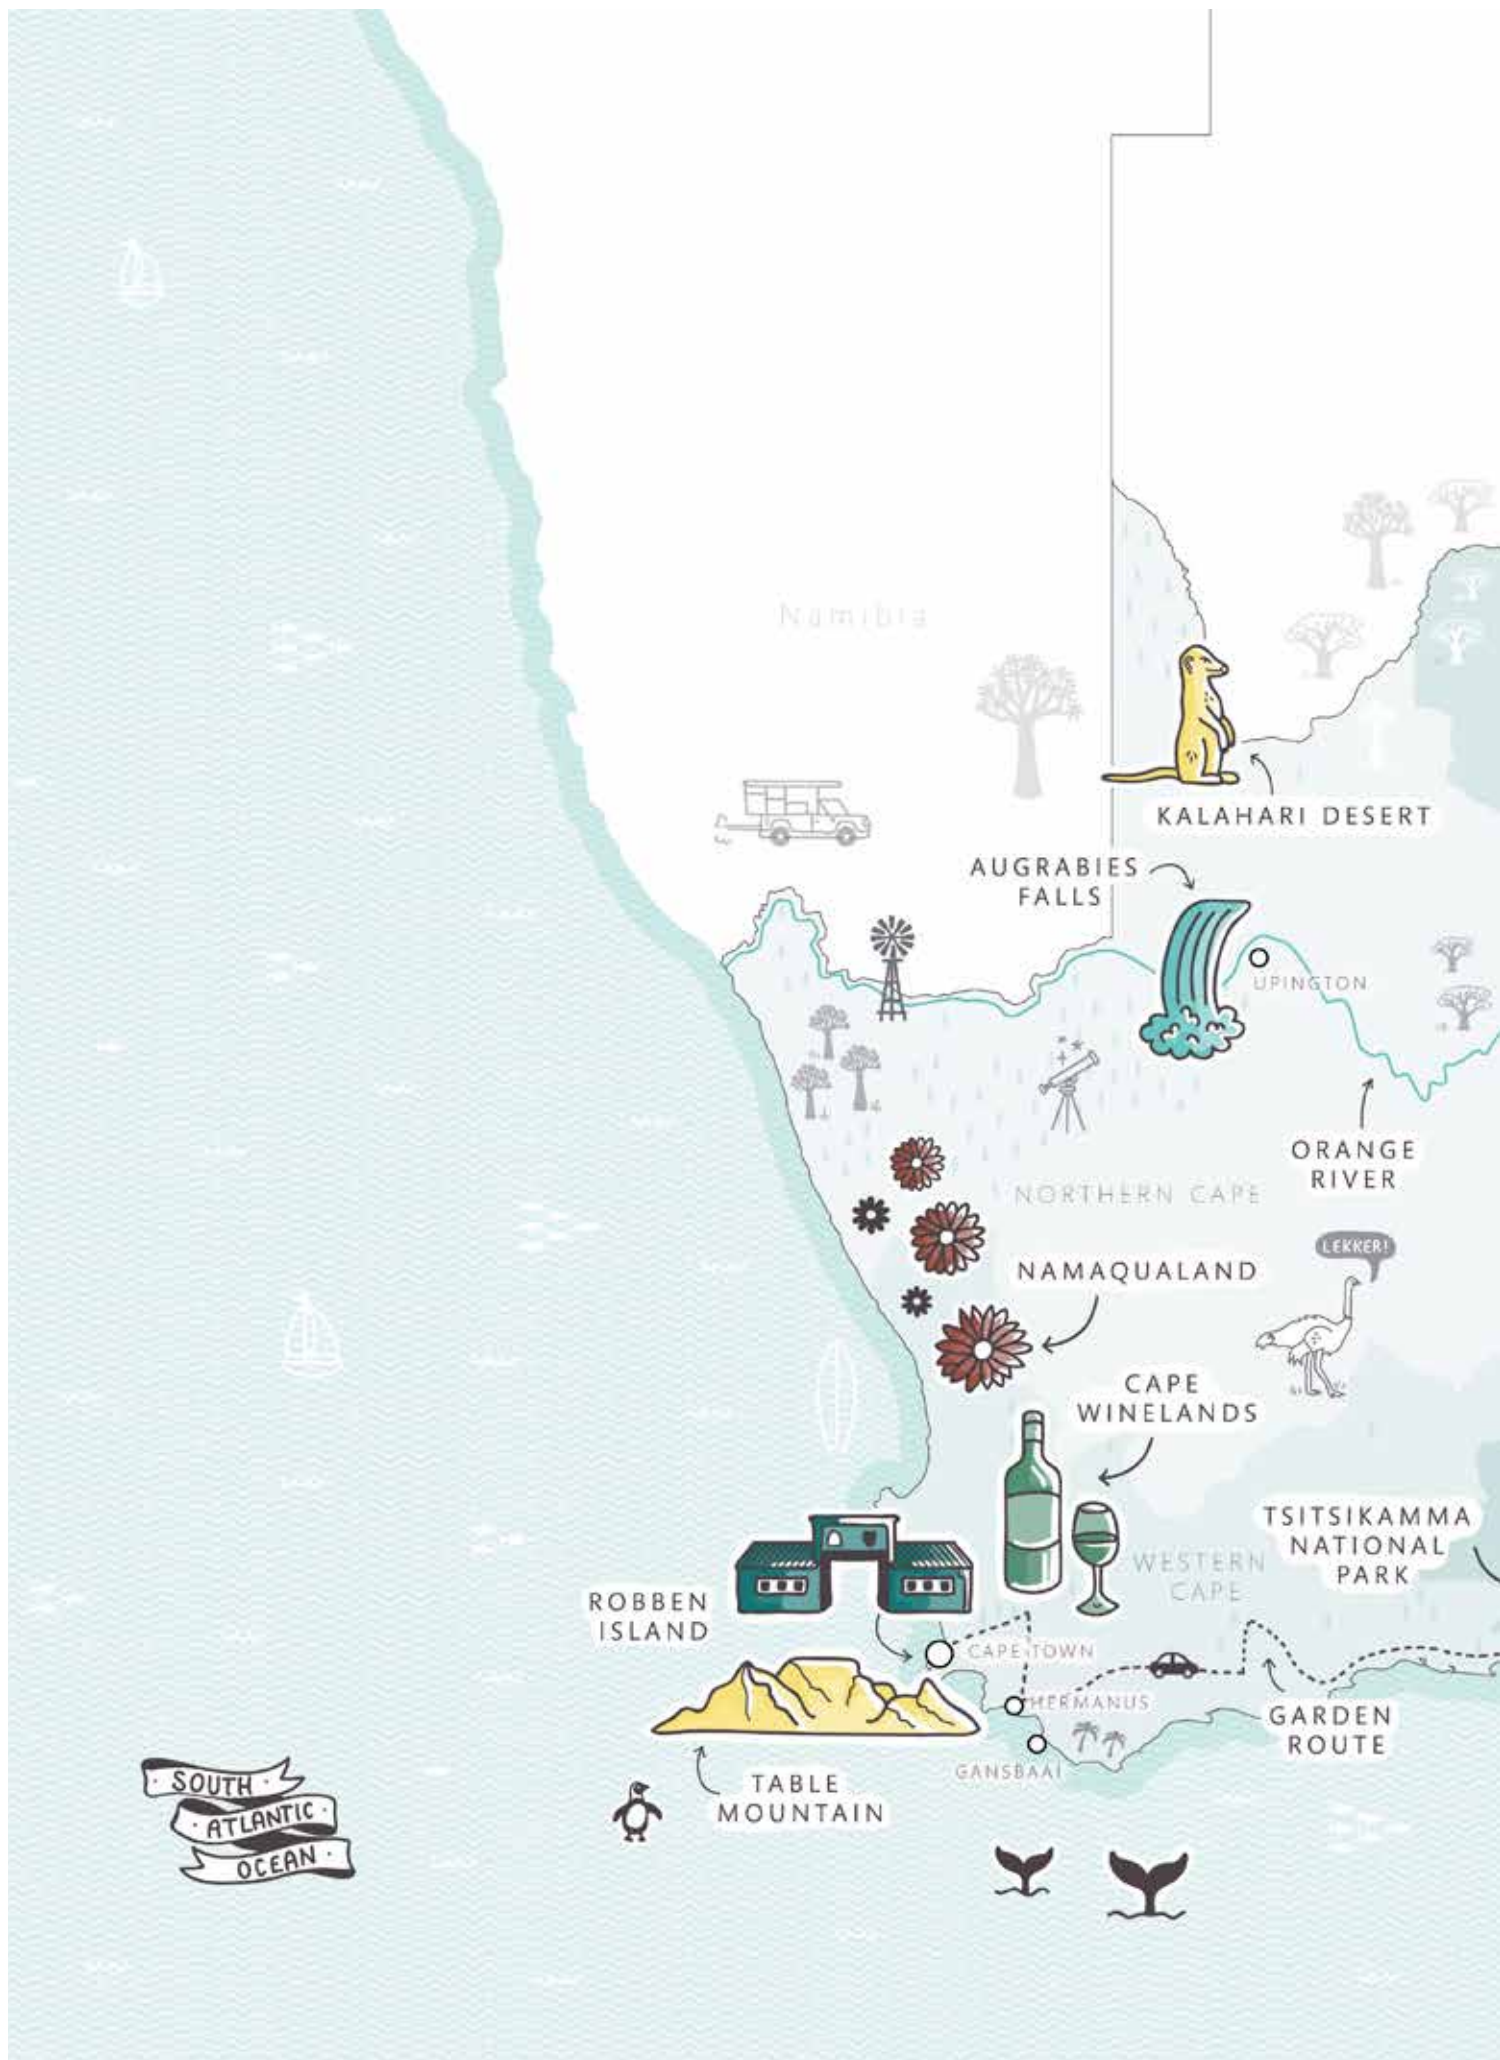 Namibia
KALAHARI DESERT
AUGRABIES
FALLS
UPINGTON
ORANGE
RIVER
NORTHERN CAPE
LEKKER!
NAMAQUALAND
CAPE
WINELANDS
TSITSIKAMMA
NATIONAL
PARK
WESTERN
CAPE
ROBBEN
ISLAND
CAPE TOWN
HERMANUS
GARDEN
ROUTE
GANSBAAI
TABLE
MOUNTAIN
· SOUTH ·
· ATLANTIC ·
OCEAN ·